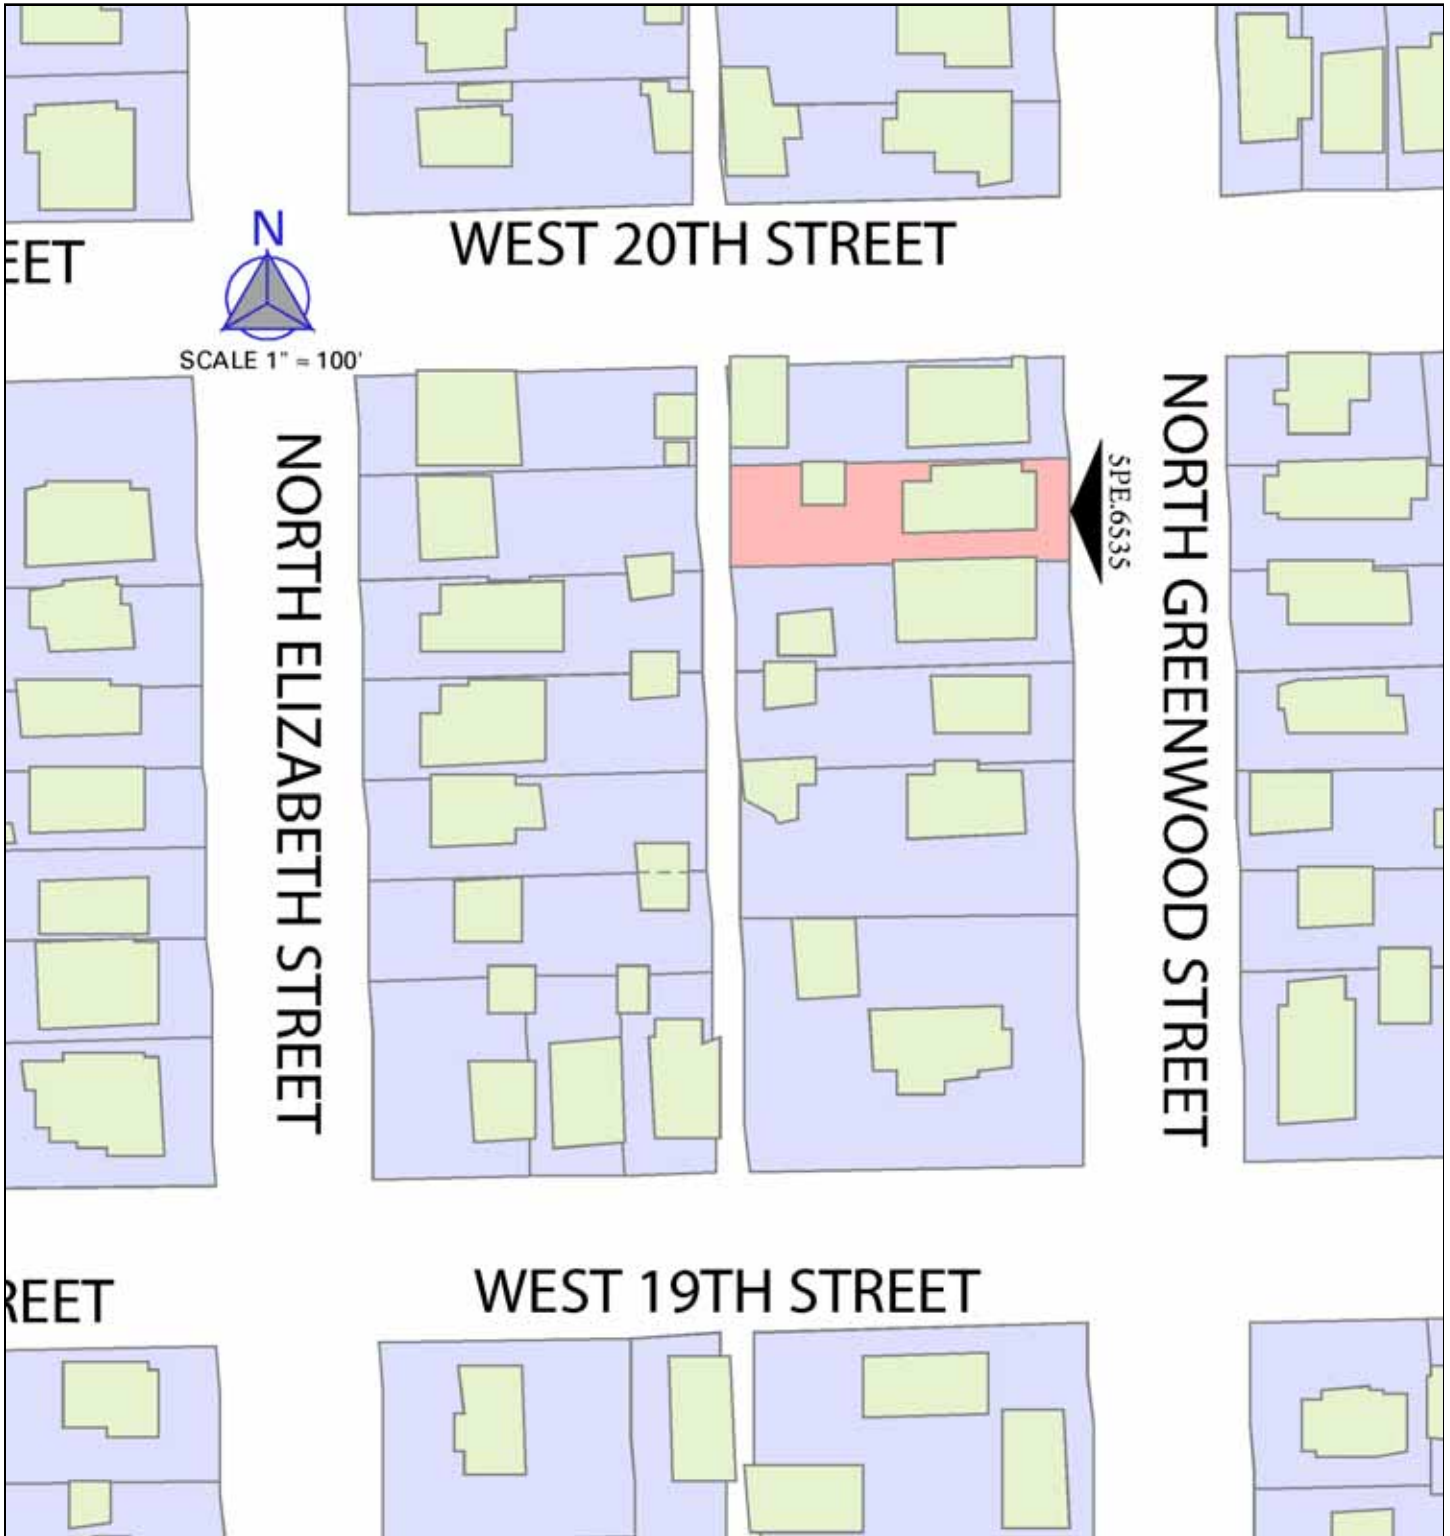 WEST 20TH STREET
EET
N
SCALE 1" = 100'
NORTH ELIZABETH STREET
NORTH GREENWOOD STREET
SPE.6535
WEST 19TH STREET
REET